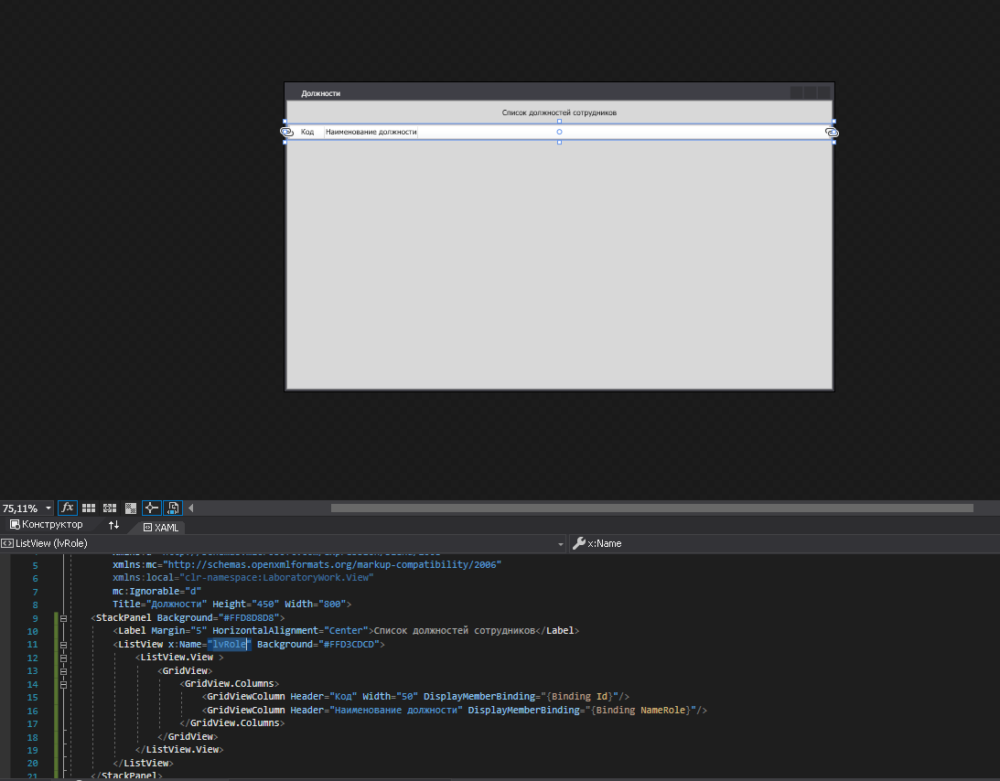 Должности
Список должностей сотрудников
Код Наименование должности
75,11% fx
Конструктор XAML
ListView (lvRole) x:Name
5 xmlns:mc="http://schemas.openxmlformats.org/markup-compatibility/2006"
6 xmlns:local="clr-namespace:LaboratoryWork.View"
7 mc:Ignorable="d"
8 Title="Должности" Height="450" Width="800">
9 <StackPanel Background="#FFD8D8D8">
10 <Label Margin="5" HorizontalAlignment="Center">Список должностей сотрудников</Label>
11 <ListView x:Name="lvRole" Background="#FFD3CDCD">
12 <ListView.View >
13 <GridView>
14 <GridView.Columns>
15 <GridViewColumn Header="Код" Width="50" DisplayMemberBinding="{Binding Id}"/>
16 <GridViewColumn Header="Наименование должности" DisplayMemberBinding="{Binding NameRole}"/>
17 </GridView.Columns>
18 </GridView>
19 </ListView.View>
20 </ListView>
21 </StackPanel>